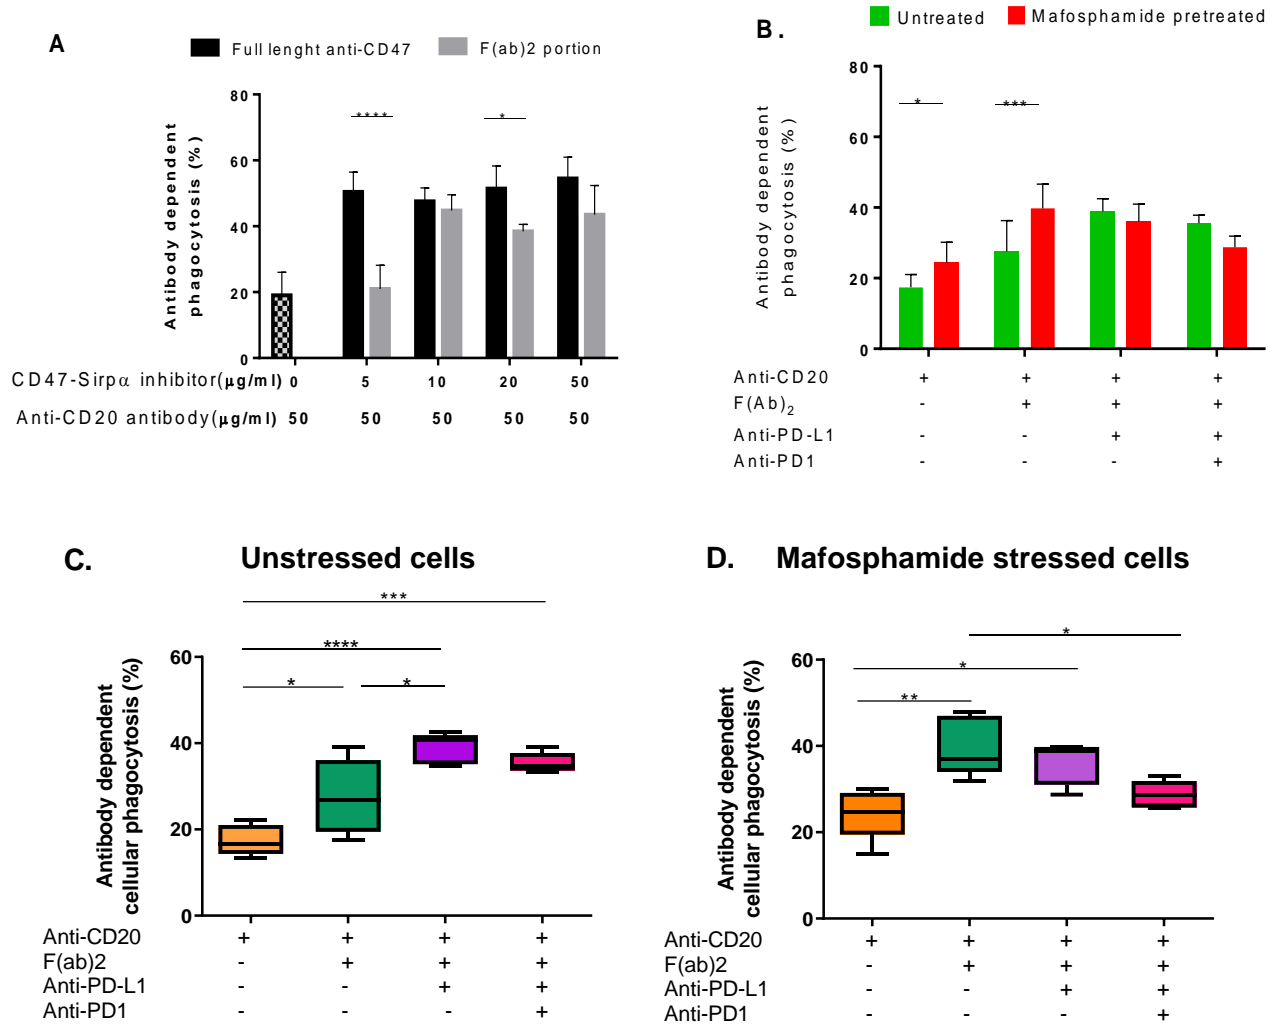 A
Full lenght anti-CD47
F(ab)2 portion
Antibody dependent
phagocytosis (%)
80
60
40
20
0
****
*
CD47-Sirpα inhibitor(μg/ml) 0 5 10 20 50
Anti-CD20 antibody(μg/ml) 50 50 50 50 50
B.
Untreated
Mafosphamide pretreated
Antibody dependent
phagocytosis (%)
80
60
40
20
0
*
***
Anti-CD20 + + + +
F(Ab)₂ - + + +
Anti-PD-L1 - - + +
Anti-PD1 - - - +
C.
Unstressed cells
Antibody dependent
cellular phagocytosis (%)
60
40
20
0
***
****
*
*
Anti-CD20 + + + +
F(ab)2 - + + +
Anti-PD-L1 - - + +
Anti-PD1 - - - +
D.
Mafosphamide stressed cells
Antibody dependent
cellular phagocytosis (%)
60
40
20
0
*
*
**
Anti-CD20 + + + +
F(ab)2 - + + +
Anti-PD-L1 - - + +
Anti-PD1 - - - +